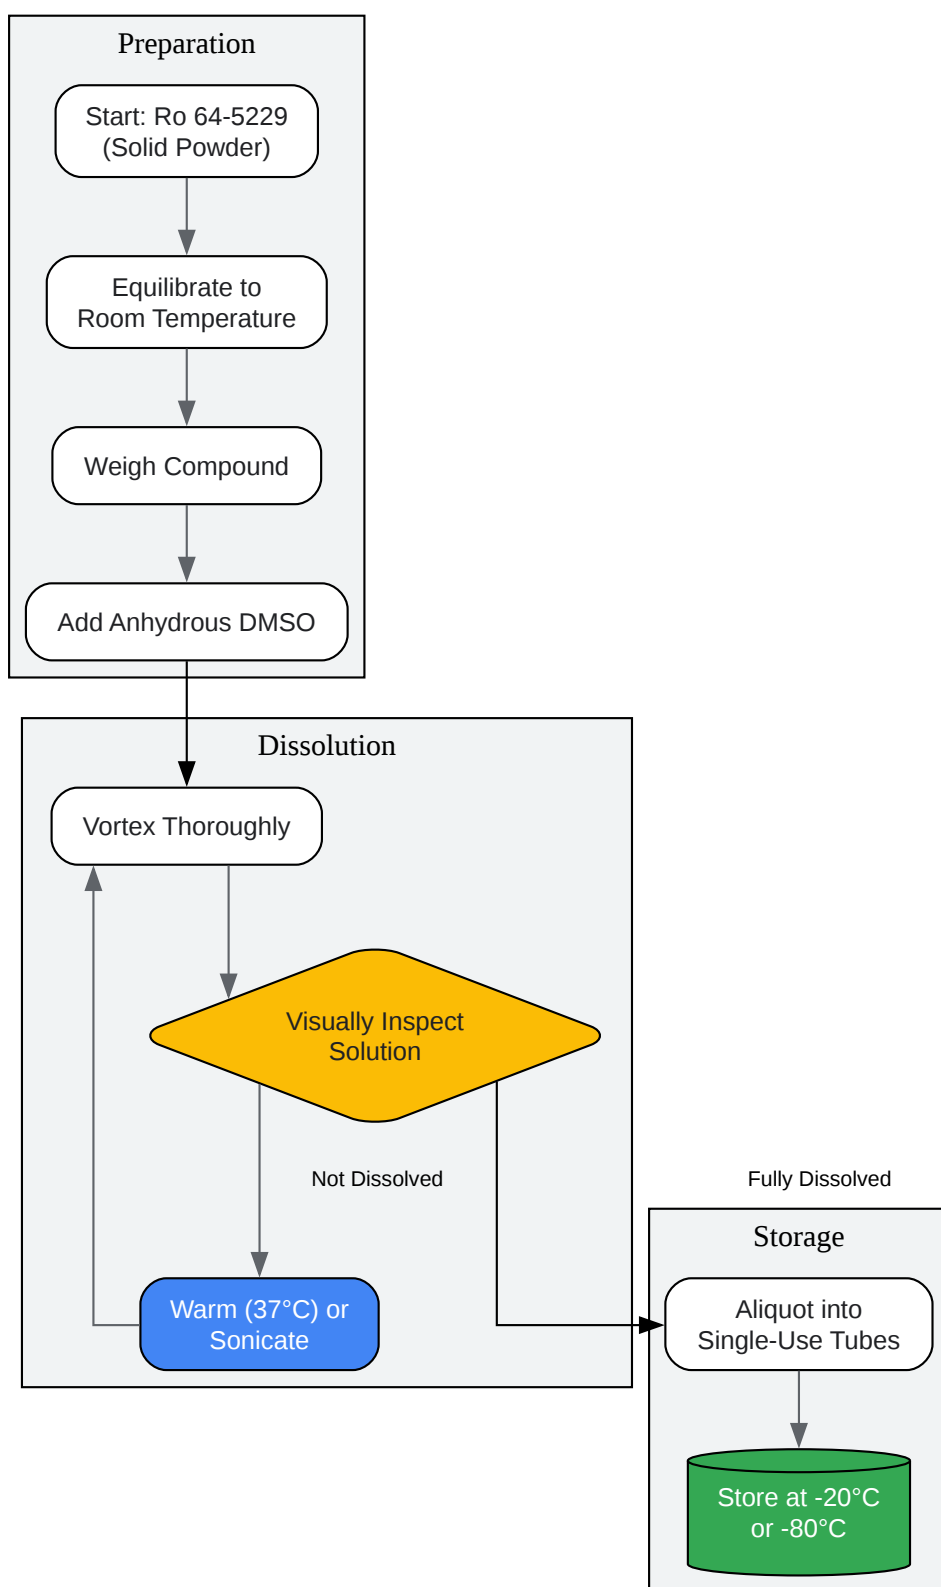 Preparation
Start: Ro 64-5229
(Solid Powder)
Equilibrate to
Room Temperature
Weigh Compound
Add Anhydrous DMSO
Dissolution
Vortex Thoroughly
Visually Inspect
Solution
Not Dissolved
Fully Dissolved
Warm (37°C) or
Sonicate
Storage
Aliquot into
Single-Use Tubes
Store at -20°C
or -80°C